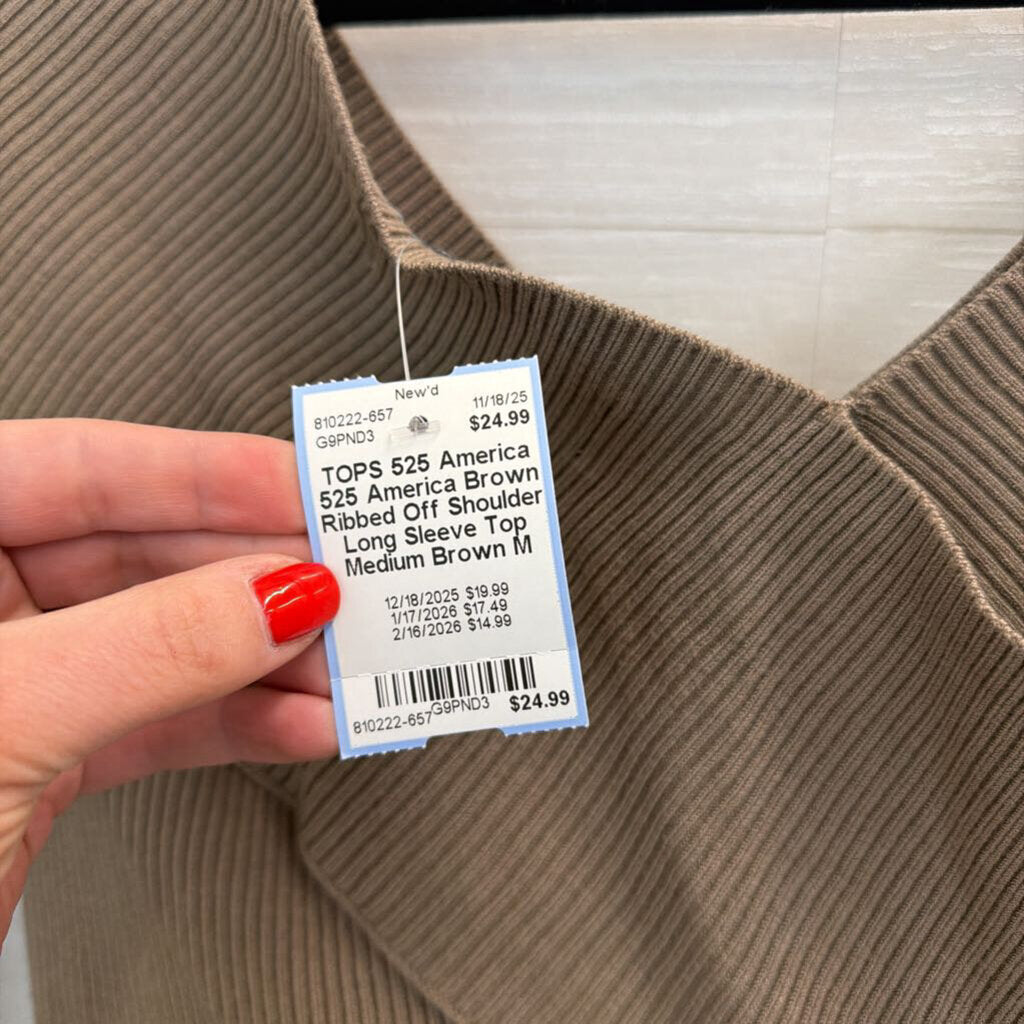 New'd
810222-657 11/18/25
G9PND3 $24.99
TOPS 525 America
525 America Brown
Ribbed Off Shoulder
Long Sleeve Top
Medium Brown M
12/18/2025 $19.99
1/17/2026 $17.49
2/16/2026 $14.99
810222-657 G9PND3 $24.99